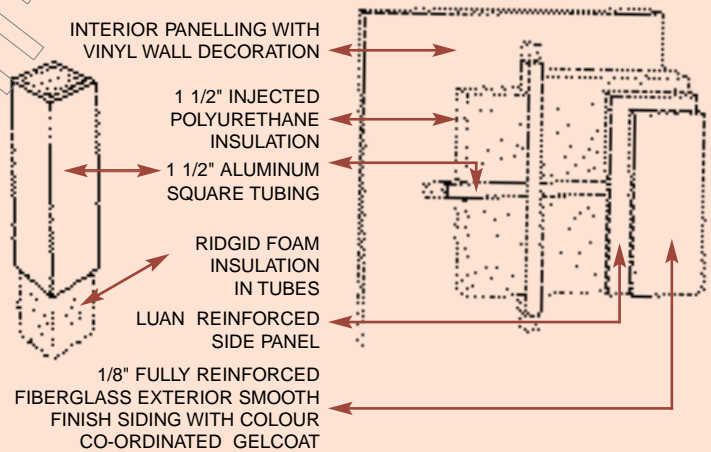 INTERIOR PANELLING WITH
VINYL WALL DECORATION
1 1/2" INJECTED
POLYURETHANE
INSULATION
1 1/2" ALUMINUM
SQUARE TUBING
RIDGID FOAM
INSULATION
IN TUBES
LUAN REINFORCED
SIDE PANEL
1/8" FULLY REINFORCED
FIBERGLASS EXTERIOR SMOOTH
FINISH SIDING WITH COLOUR
CO-ORDINATED GELCOAT